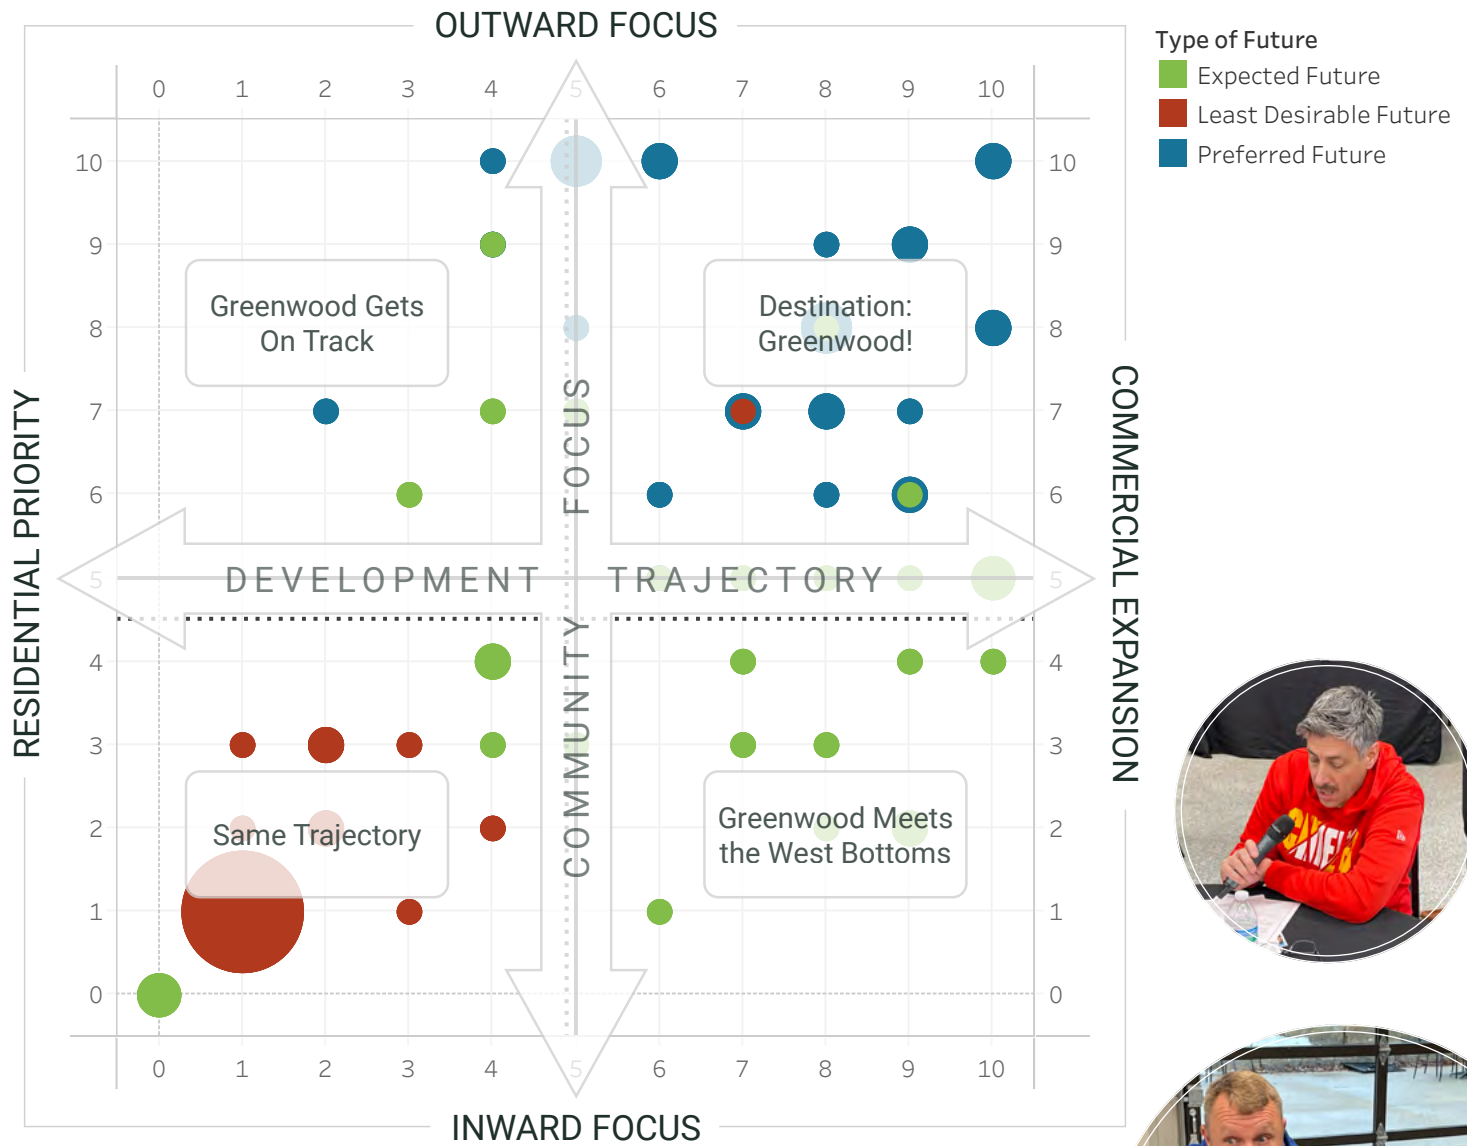 OUTWARD FOCUS
Type of Future
Expected Future
Least Desirable Future
Preferred Future
0 1 2 3 4 5 6 7 8 9 10
10 10
9 9
Greenwood Gets
On Track
Destination:
Greenwood!
8 8
7 7
6 6
5 5
4 4
3 3
2 2
1 1
0 0
RESIDENTIAL PRIORITY
COMMERCIAL EXPANSION
DEVELOPMENT TRAJECTORY
COMMUNITY FOCUS
Same Trajectory
Greenwood Meets
the West Bottoms
0 1 2 3 4 5 6 7 8 9 10
INWARD FOCUS